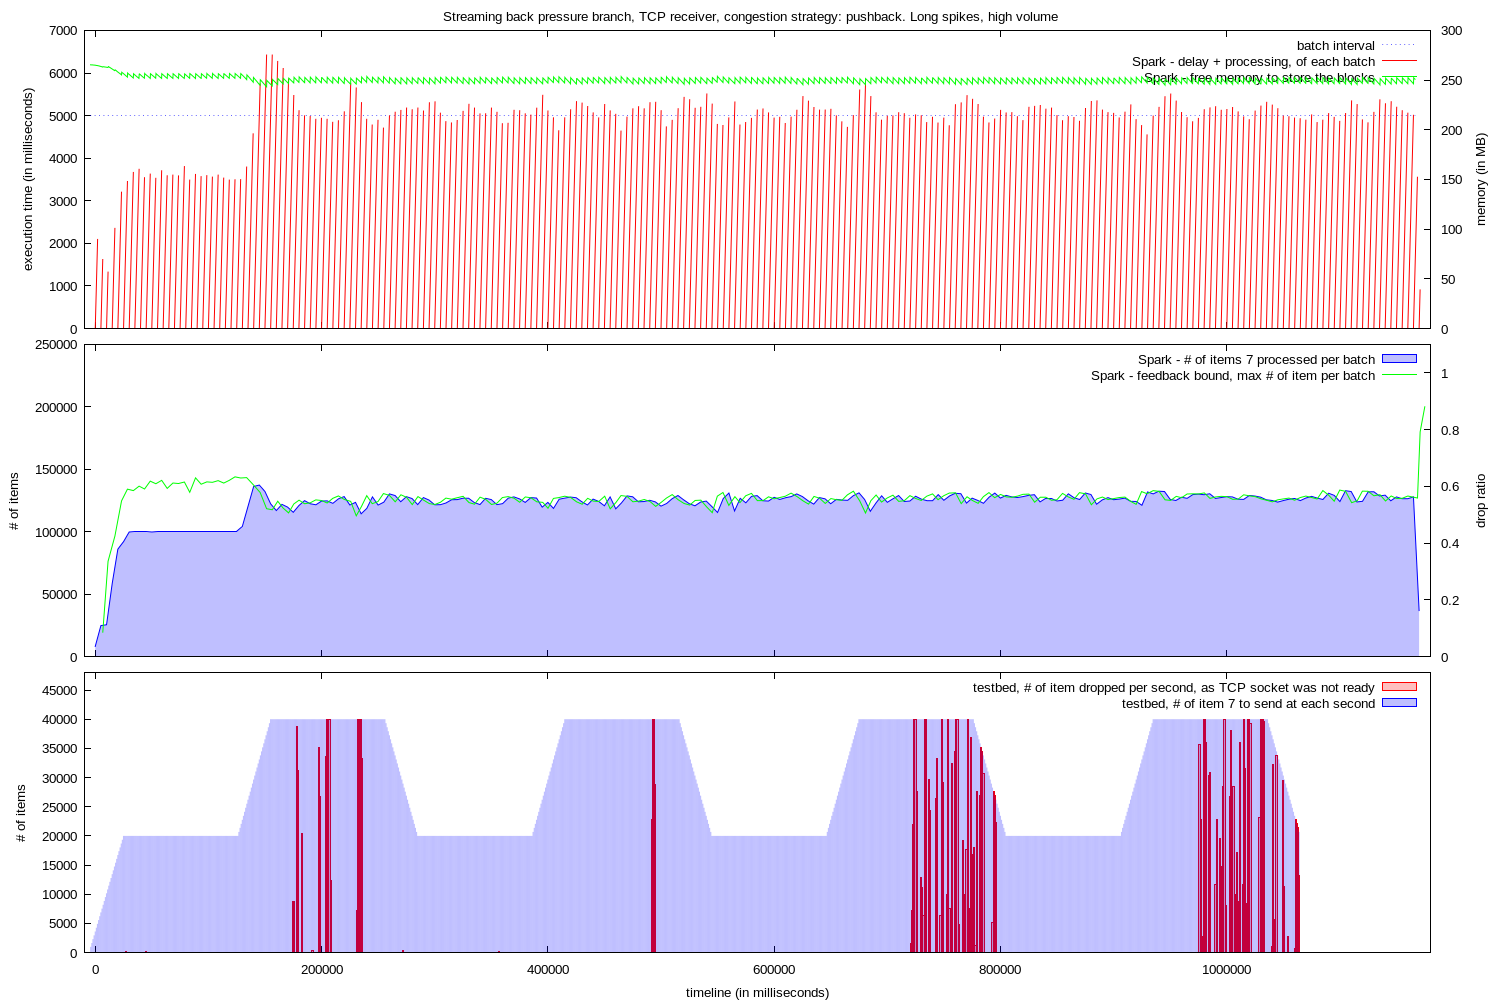 Streaming back pressure branch, TCP receiver, congestion strategy: pushback. Long spikes, high volume
7000
6000
5000
4000
3000
2000
1000
0
execution time (in milliseconds)
300
250
200
150
100
50
0
memory (in MB)
batch interval
Spark - delay + processing, of each batch
Spark - free memory to store the blocks
250000
200000
150000
100000
50000
0
# of items
1
0.8
0.6
0.4
0.2
0
drop ratio
Spark - # of items 7 processed per batch
Spark - feedback bound, max # of item per batch
45000
40000
35000
30000
25000
20000
15000
10000
5000
0
# of items
testbed, # of item dropped per second, as TCP socket was not ready
testbed, # of item 7 to send at each second
0 200000 400000 600000 800000 1000000
timeline (in milliseconds)